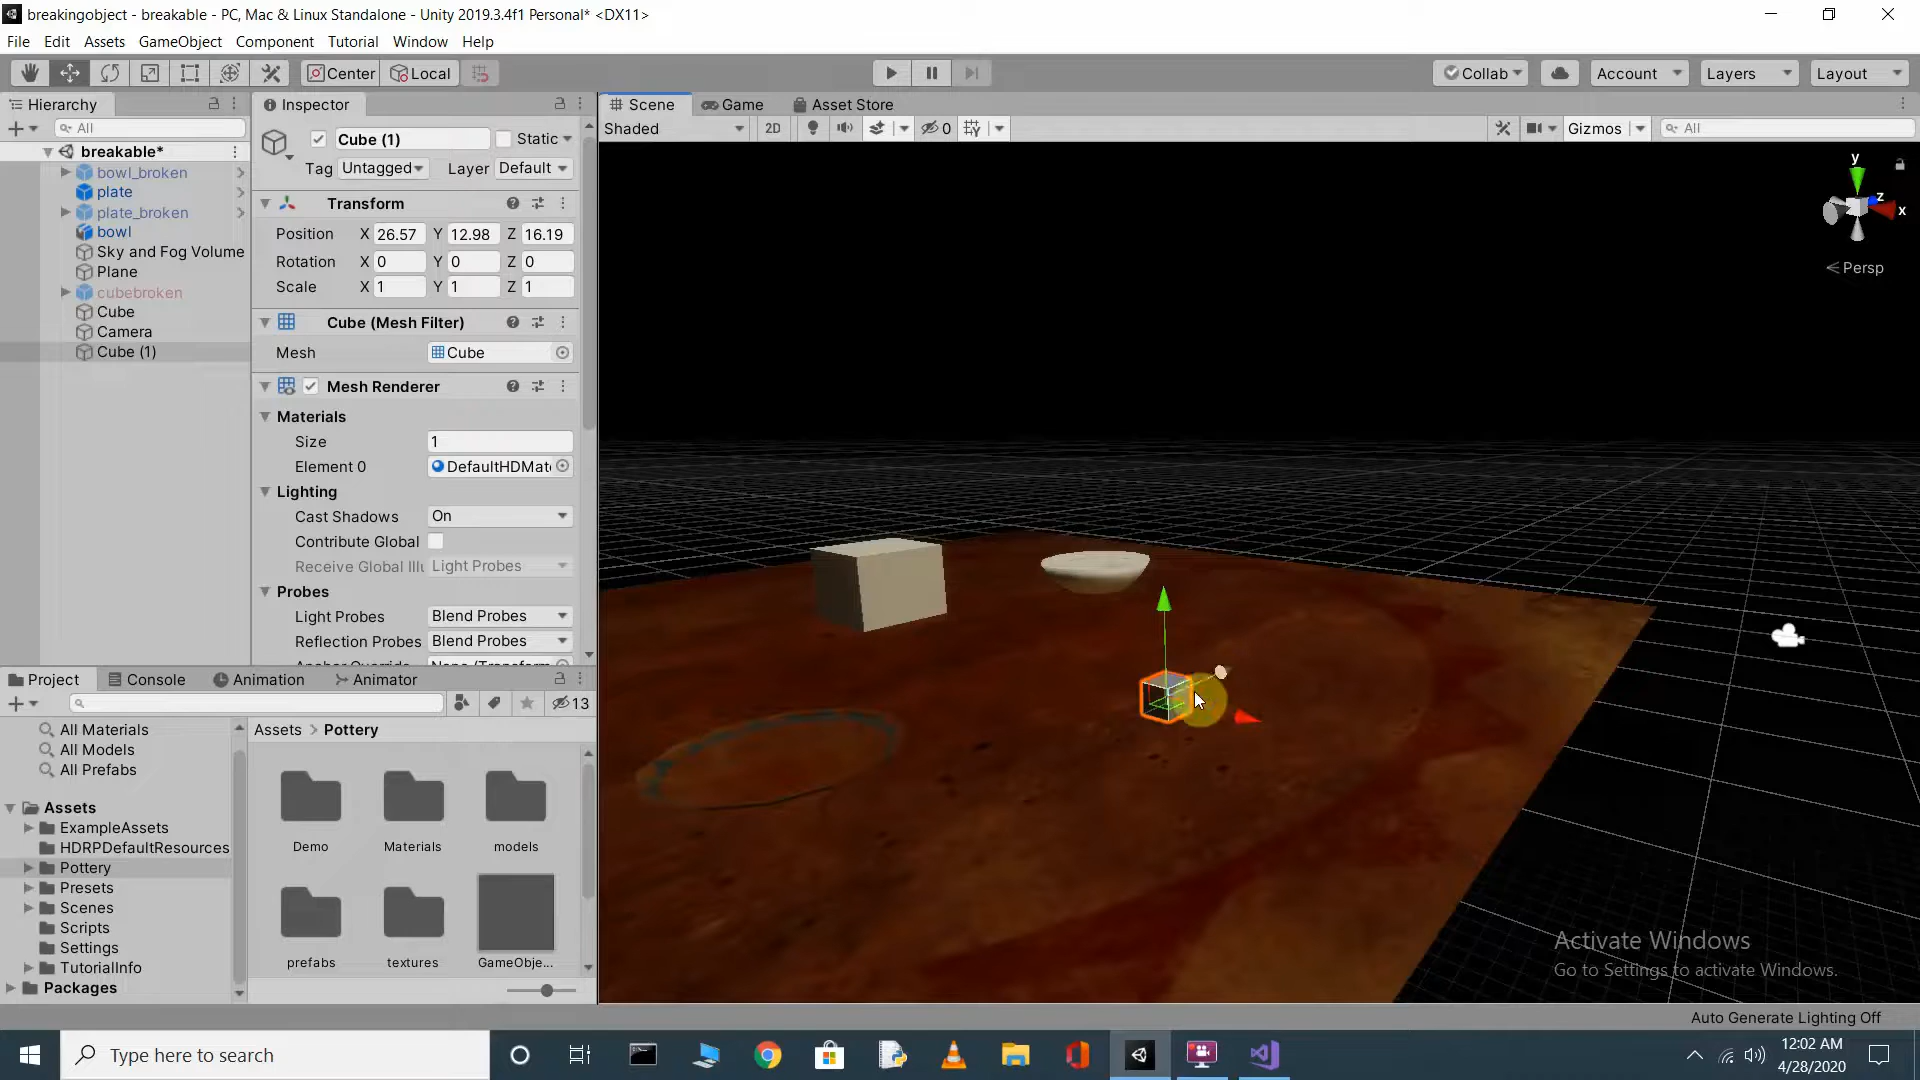 breakingobject - breakable - PC, Mac & Linux Standalone - Unity 2019.3.4f1 Personal* <DX11>
File Edit Assets GameObject Component Tutorial Window Help
Center Local Collab Account Layers Layout
Hierarchy
All
breakable*
bowl_broken
plate
plate_broken
bowl
Sky and Fog Volume
Plane
cubebroken
Cube
Camera
Cube (1)
Inspector
Cube (1) Static
Tag Untagged Layer Default
Transform
Position X 26.57 Y 12.98 Z 16.19
Rotation X 0 Y 0 Z 0
Scale X 1 Y 1 Z 1
Cube (Mesh Filter)
Mesh Cube
Mesh Renderer
Materials
Size 1
Element 0 DefaultHDMat
Lighting
Cast Shadows On
Contribute Global
Receive Global Illu Light Probes
Probes
Light Probes Blend Probes
Reflection Probes Blend Probes
Scene Game Asset Store
Shaded 2D 0 Gizmos All
y
z
x
Persp
Project Console Animation Animator
13
All Materials
All Models
All Prefabs
Assets
ExampleAssets
HDRPDefaultResources
Pottery
Presets
Scenes
Scripts
Settings
TutorialInfo
Packages
Assets > Pottery
Demo Materials models
prefabs textures GameObje...
Activate Windows
Go to Settings to activate Windows.
Auto Generate Lighting Off
Type here to search
12:02 AM
4/28/2020